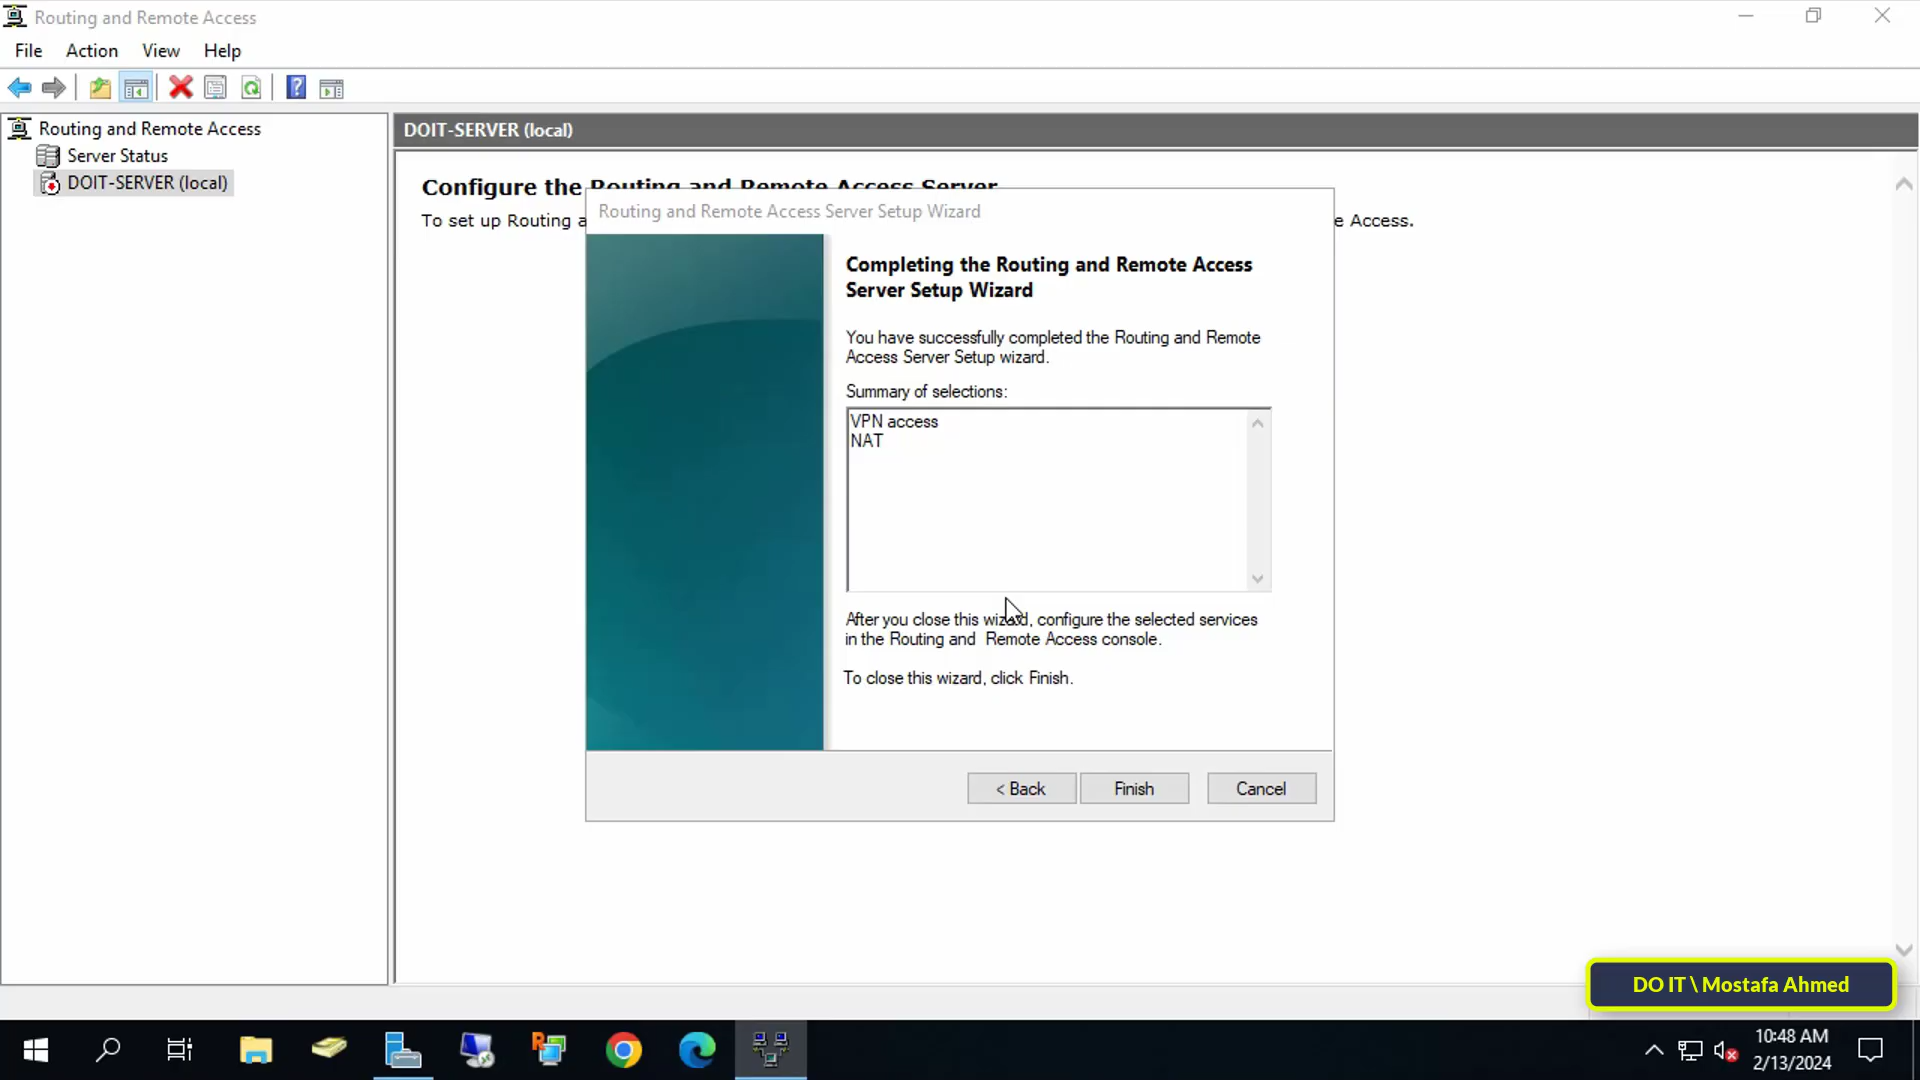 Routing and Remote Access
File Action View Help
Routing and Remote Access
Server Status
DOIT-SERVER (local)
DOIT-SERVER (local)
Configure the Routing and Remote Access Server
To set up Routing a
e Access.
Routing and Remote Access Server Setup Wizard
Completing the Routing and Remote Access
Server Setup Wizard
You have successfully completed the Routing and Remote
Access Server Setup wizard.
Summary of selections:
VPN access
NAT
After you close this wizard, configure the selected services
in the Routing and Remote Access console.
To close this wizard, click Finish.
< Back
Finish
Cancel
DO IT \ Mostafa Ahmed
10:48 AM
2/13/2024